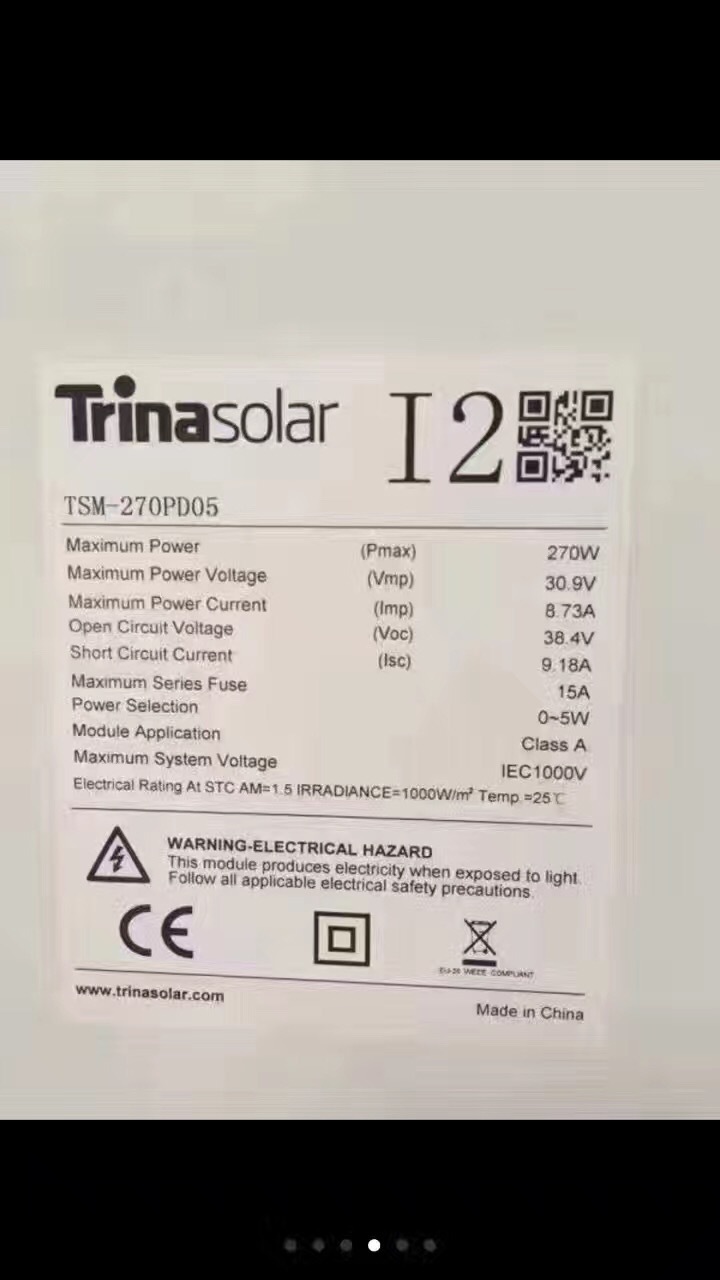 Trinasolar I2
TSM-270PD05
Maximum Power (Pmax) 270W
Maximum Power Voltage (Vmp) 30.9V
Maximum Power Current (Imp) 8.73A
Open Circuit Voltage (Voc) 38.4V
Short Circuit Current (Isc) 9.18A
Maximum Series Fuse 15A
Power Selection 0~5W
Module Application Class A
Maximum System Voltage IEC1000V
Electrical Rating At STC AM=1.5 IRRADIANCE=1000W/m² Temp.=25℃
WARNING-ELECTRICAL HAZARD
This module produces electricity when exposed to light.
Follow all applicable electrical safety precautions.
CE
WEEE COMPLIANT
www.trinasolar.com
Made in China